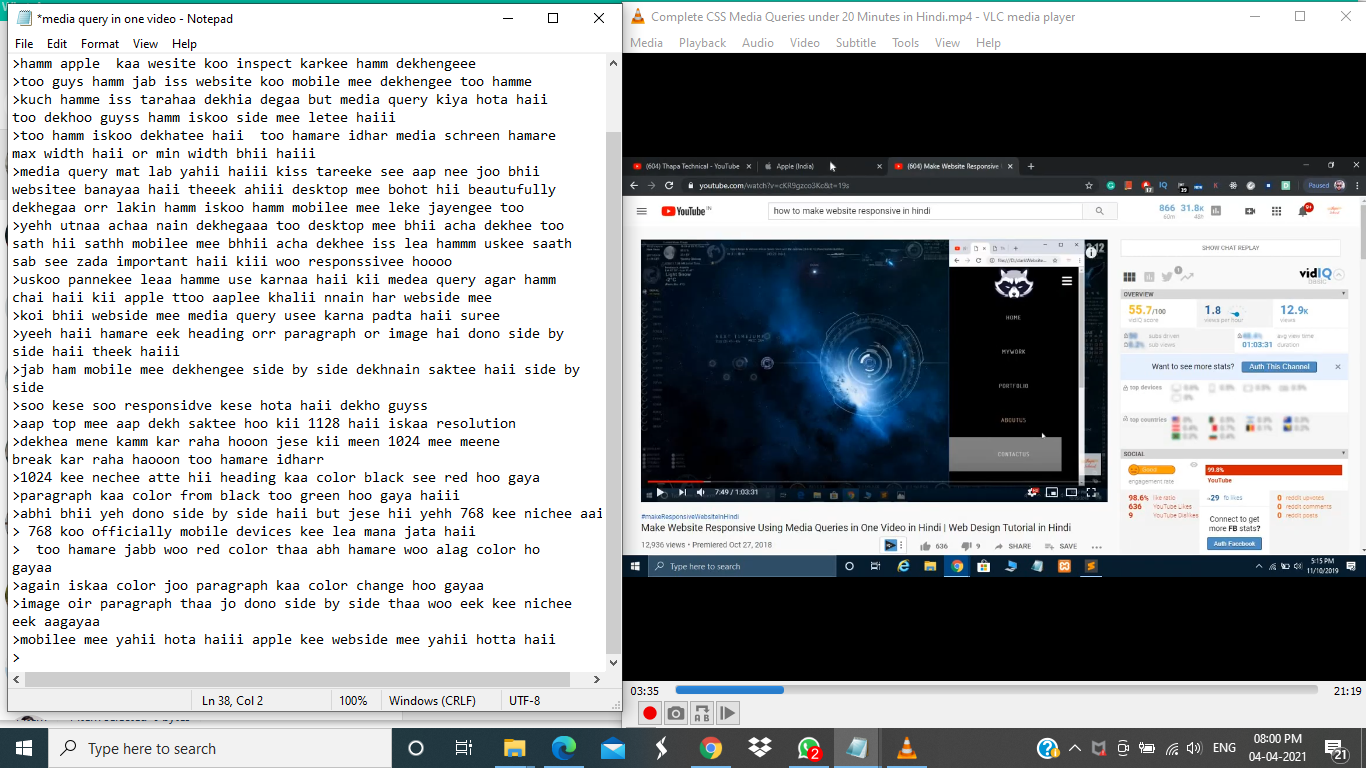 *media query in one video - Notepad
File Edit Format View Help
>hamm apple  kaa wesite koo inspect karkee hamm dekhengeee
>too guys hamm jab iss website koo mobile mee dekhengee too hamme
>kuch hamme iss tarahaa dekhia degaa but media query kiya hota haii
too dekhoo guyss hamm iskoo side mee letee haiii
>too hamm iskoo dekhatee haii  too hamare idhar media schreen hamare
max width haii or min width bhii haiii
>media query mat lab yahii haiii kiss tareeke see aap nee joo bhii
websitee banayaa haii theeek ahiii desktop mee bohot hii beautufully
dekhegaa orr lakin hamm iskoo hamm mobilee mee leke jayengee too
>yehh utnaa achaa nain dekhegaaa too desktop mee bhii acha dekhee too
sath hii sathh mobilee mee bhhii acha dekhee iss lea hammm uskee saath
sab see zada important haii kiii woo responssivee hoooo
>uskoo pannekee leaa hamme use karnaa haii kii medea query agar hamm
chai haii kii apple ttoo aaplee khalii nnain har webside mee
>koi bhii webside mee media query usee karna padta haii suree
>yeeh haii hamare eek heading orr paragraph or image hai dono side by
side haii theek haiii
>jab ham mobile mee dekhengee side by side dekhnain saktee haii side by
side
>soo kese soo responsidve kese hota haii dekho guyss
>aap top mee aap dekh saktee hoo kii 1128 haii iskaa resolution
>dekhea mene kamm kar raha hooon jese kii meen 1024 mee meene
break kar raha haooon too hamare idharr
>1024 kee nechee atte hii heading kaa color black see red hoo gaya
>paragraph kaa color from black too green hoo gaya haiii
>abhi bhii yeh dono side by side haii but jese hii yehh 768 kee nichee aai
> 768 koo officially mobile devices kee lea mana jata haii
>  too hamare jabb woo red color thaa abh hamare woo alag color ho
gayaa
>again iskaa color joo paragraph kaa color change hoo gayaa
>image oir paragraph thaa jo dono side by side thaa woo eek kee nichee
eek aagayaa
>mobilee mee yahii hota haiii apple kee webside mee yahii hotta haii
>
Ln 38, Col 2 100% Windows (CRLF) UTF-8
Complete CSS Media Queries under 20 Minutes in Hindi.mp4 - VLC media player
Media Playback Audio Video Subtitle Tools View Help
(604) Thapa Technical - YouTube Apple (India) (604) Make Website Responsive
youtube.com/watch?v=cKR9gzco3Kc&t=19s Paused
YouTube IN how to make website responsive in hindi 866 31.8K 9+
60m 48h
SHOW CHAT REPLAY
HOME
MYWORK
PORTFOLIO
ABOUTUS
CONTACTUS
7:49 / 1:03:31
vidIQ
OVERVIEW
55.7/100 1.8 12.9K
vidIQ score views per hour views
subs driven avg view time
sub views 01:03:31 duration
Want to see more stats? Auth This Channel
top devices
top countries
SOCIAL
Good 99.8%
engagement rate YouTube
98.6% like ratio ~29 fb likes 0 reddit upvotes
636 YouTube Likes 0 reddit comments
9 YouTube Dislikes 0 reddit posts
Connect to get
more FB stats?
Auth Facebook
#makeResponsiveWebsiteInHindi
Make Website Responsive Using Media Queries in One Video in Hindi | Web Design Tutorial in Hindi
12,936 views • Premiered Oct 27, 2018 636 9 SHARE SAVE
Type here to search 5:15 PM
11/10/2019
03:35 21:19
Type here to search 2 ENG 08:00 PM
04-04-2021 21